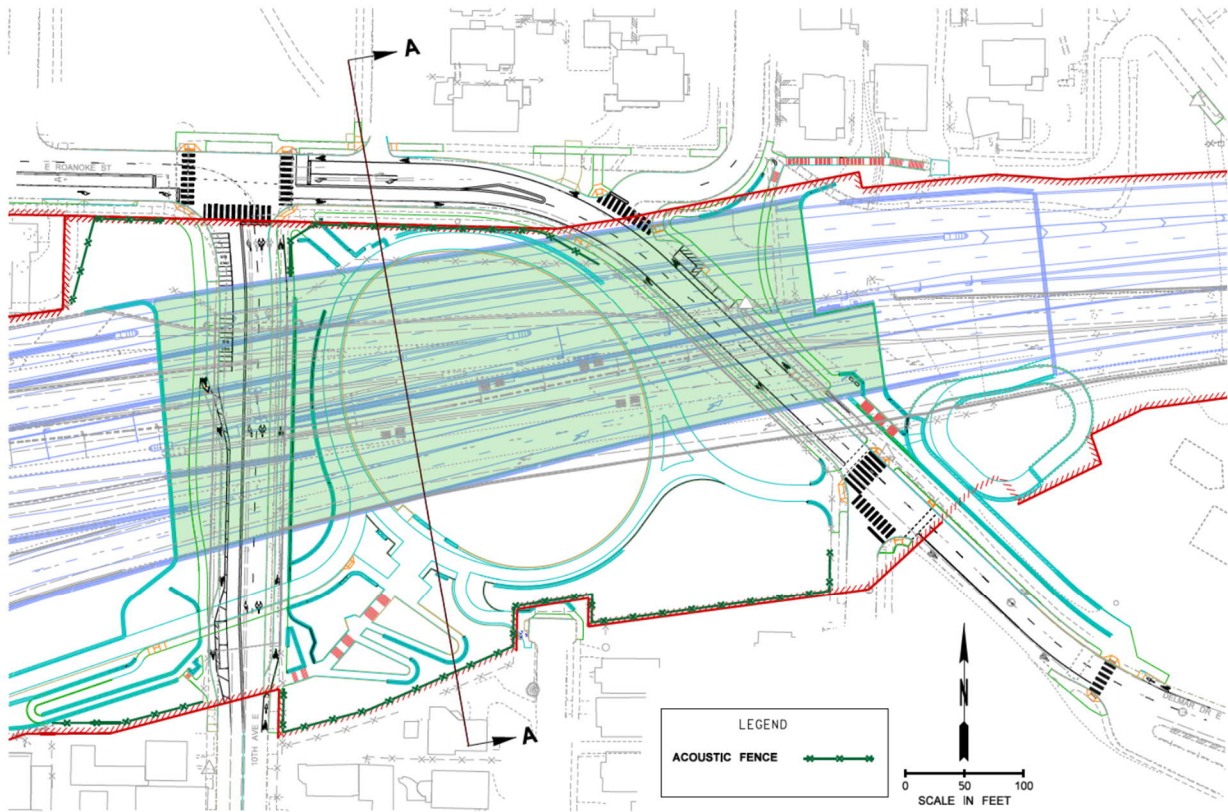 A
E ROANOKE ST
A
10TH AVE E
DELMAR DR E
LEGEND
ACOUSTIC FENCE
N
0 50 100
SCALE IN FEET